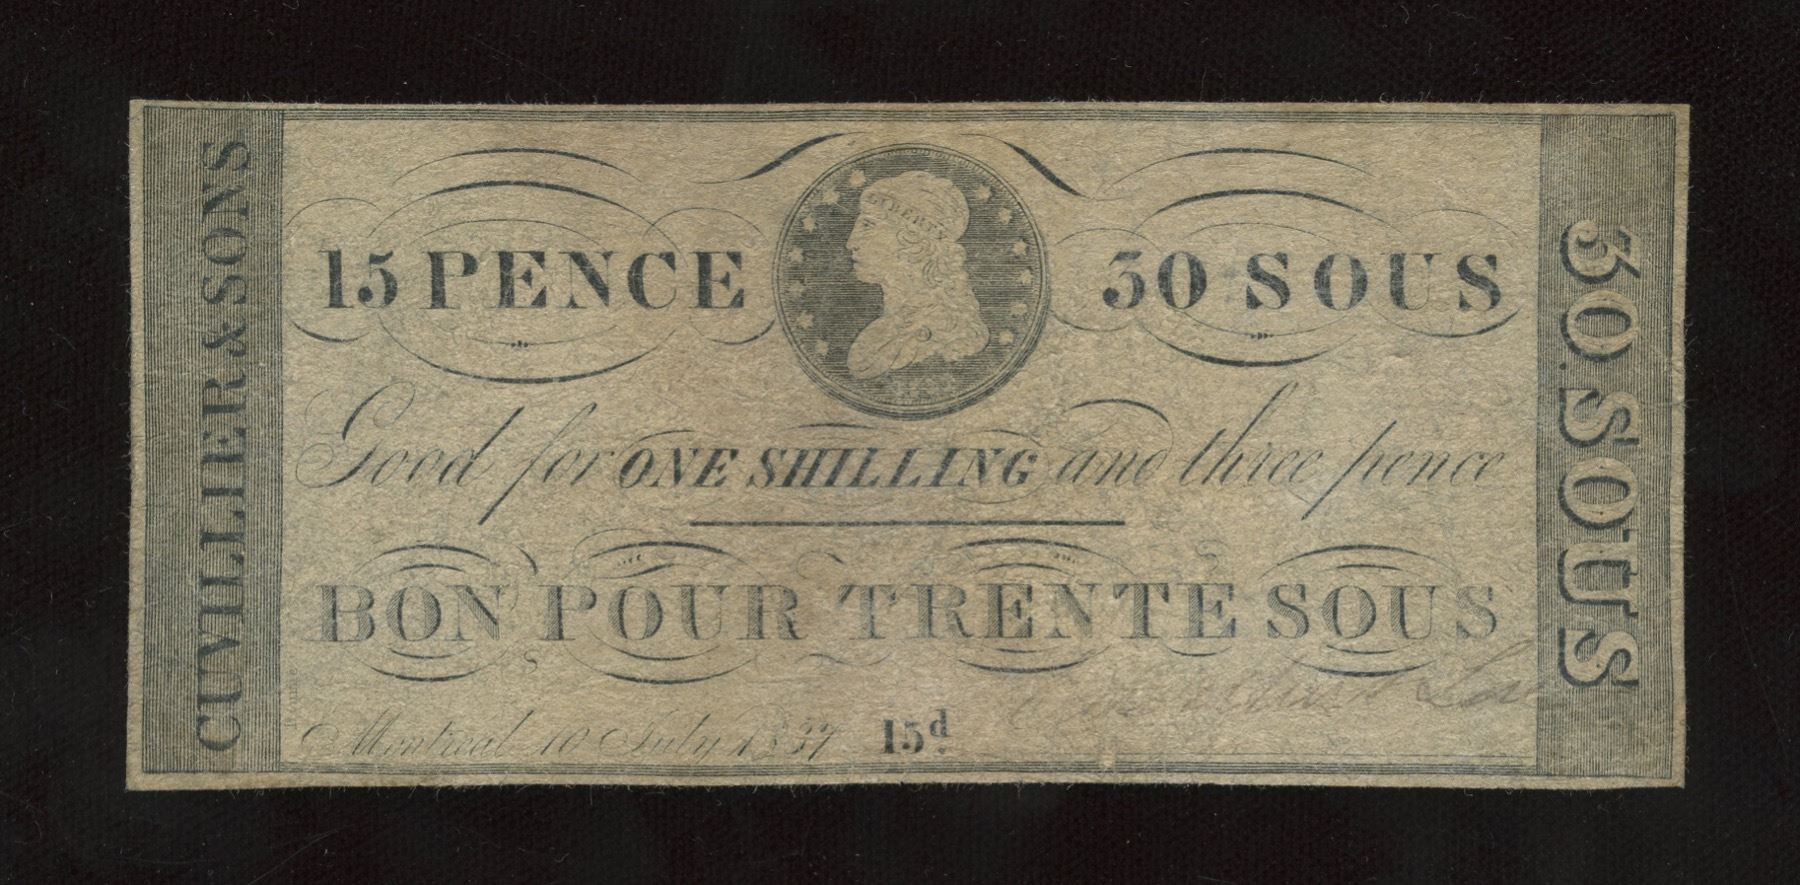 CUVILLIER & SONS
15 PENCE
LIBERTY
30 SOUS
Good for ONE SHILLING and three pence
BON POUR TRENTE SOUS
Montreal 10 July 1837
15d
30. SOUS